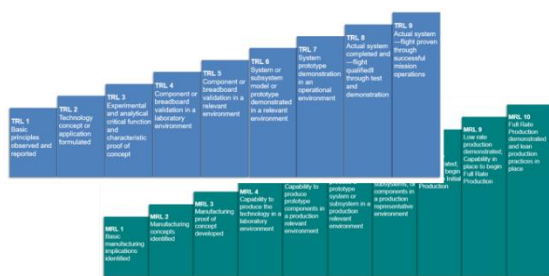 TRL 1
Basic
principles
observed and
reported
TRL 2
Technology
concept or
application
formulated
TRL 3
Experimental
and analytical
critical function
and
characteristic
proof of
concept
TRL 4
Component or
breadboard
validation in a
laboratory
environment
TRL 5
Component or
breadboard
validation in a
relevant
environment
TRL 6
System or
subsystem
model or
prototype
demonstrated
in a relevant
environment
TRL 7
System
prototype
demonstration
in an
operational
environment
TRL 8
Actual system
completed and
—flight
qualified‖
through test
and
demonstration
TRL 9
Actual system
—flight proven
through
successful
mission
operations
MRL 1
Basic
manufacturing
implications
identified
MRL 2
Manufacturing
concepts
identified
MRL 3
Manufacturing
proof of
concept
developed
MRL 4
Capability to
produce the
technology in a
laboratory
environment
Capability to
produce
prototype
components in
a production
relevant
environment
prototype
system or
subsystem in a
production
relevant
environment
subsystems, or
components in
a production
representative
environment
begin
Initial
Production
MRL 9
Low rate
production
demonstrated,
Capability in
place to begin
Full Rate
Production
MRL 10
Full Rate
Production
demonstrated
and lean
production
practices in
place